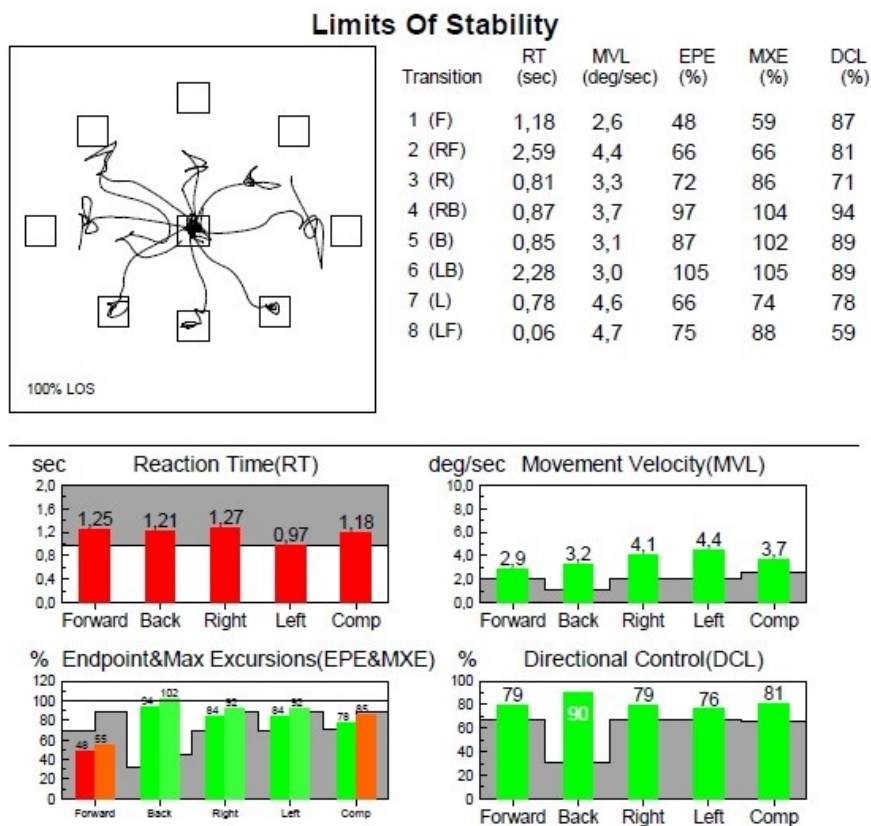 Limits Of Stability
Transition RT (sec) MVL (deg/sec) EPE (%) MXE (%) DCL (%)
1 (F) 1,18 2,6 48 59 87
2 (RF) 2,59 4,4 66 66 81
3 (R) 0,81 3,3 72 86 71
4 (RB) 0,87 3,7 97 104 94
5 (B) 0,85 3,1 87 102 89
6 (LB) 2,28 3,0 105 105 89
7 (L) 0,78 4,6 66 74 78
8 (LF) 0,06 4,7 75 88 59
100% LOS
sec Reaction Time(RT)
2,0
1,6
1,2
0,8
0,4
0,0
1,25 1,21 1,27 0,97 1,18
Forward Back Right Left Comp
deg/sec Movement Velocity(MVL)
10,0
8,0
6,0
4,0
2,0
0,0
2,9 3,2 4,1 4,4 3,7
Forward Back Right Left Comp
% Endpoint&Max Excursions(EPE&MXE)
120
100
80
60
40
20
0
48 55 94 102 84 92 84 92 78 85
Forward Back Right Left Comp
% Directional Control(DCL)
100
80
60
40
20
0
79 90 79 76 81
Forward Back Right Left Comp